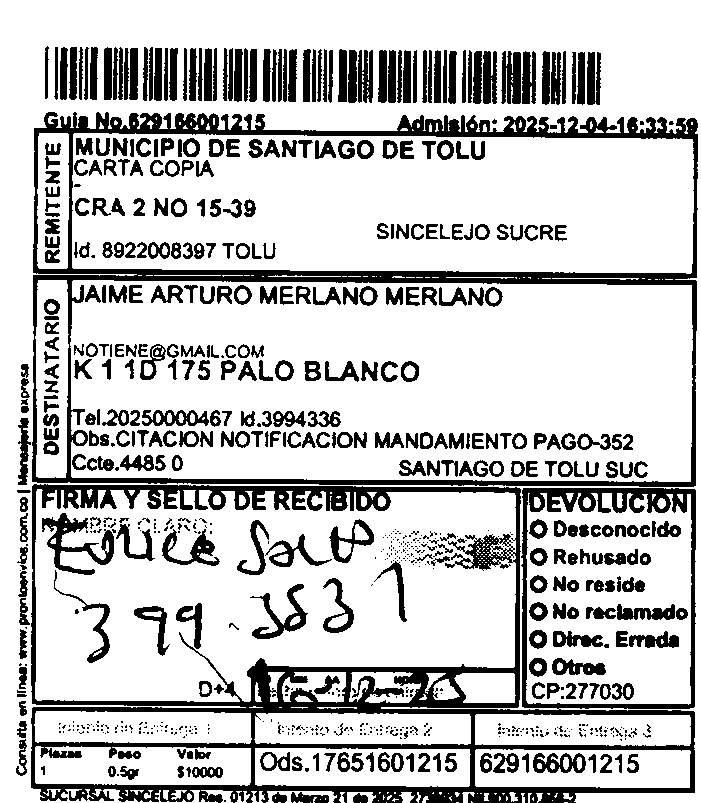 Guia No.629166001215 Admisión: 2025-12-04-16:33:59
REMITENTE
MUNICIPIO DE SANTIAGO DE TOLU
CARTA COPIA
-
CRA 2 NO 15-39
SINCELEJO SUCRE
Id. 8922008397 TOLU
DESTINATARIO
JAIME ARTURO MERLANO MERLANO
NOTIENE@GMAIL.COM
K 1 1D 175 PALO BLANCO
Tel.20250000467 Id.3994336
Obs.CITACION NOTIFICACION MANDAMIENTO PAGO-352
Ccte.4485 0 SANTIAGO DE TOLU SUC
Consulta en línea: www.prontoenvios.com.co | Mensajería expresa
FIRMA Y SELLO DE RECIBIDO
NOMBRE CLARO:
399.3531
D+4
16-12-25
DEVOLUCION
Desconocido
Rehusado
No reside
No reclamado
Direc. Errada
Otros
CP:277030
Intento de Entrega 1 Intento de Entrega 2 Intento de Entrega 3
Piezas Peso Valor
1 0.5gr $10000
Ods.17651601215 629166001215
SUCURSAL SINCELEJO Res. 01213 de Marzo 21 de 2025